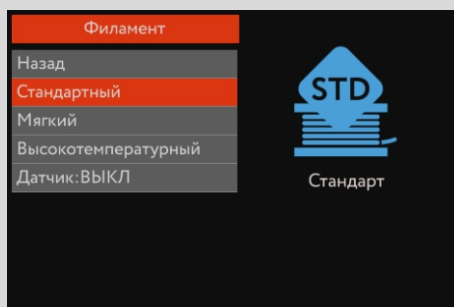 Филамент
Назад
Стандартный
Мягкий
Высокотемпературный
Датчик:ВЫКЛ
STD
Стандарт